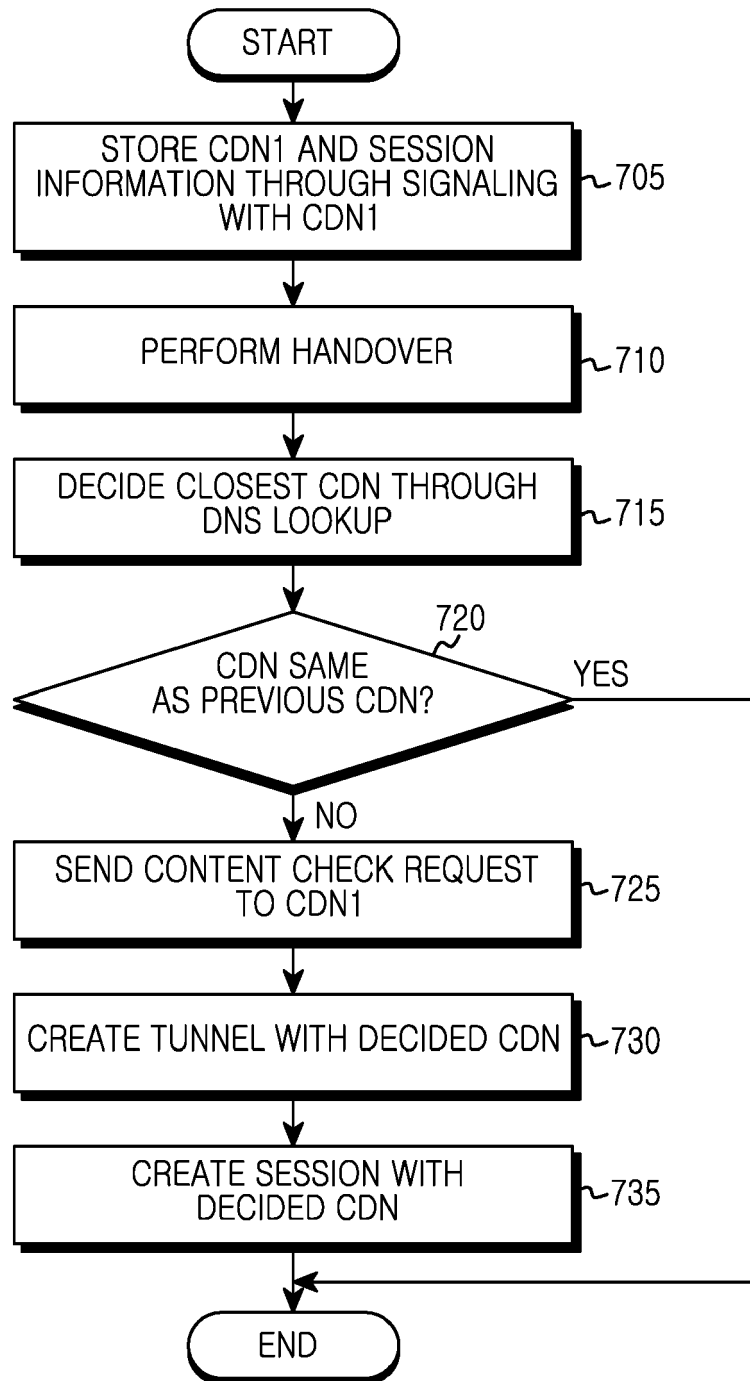 START
STORE CDN1 AND SESSION
INFORMATION THROUGH SIGNALING
WITH CDN1
705
PERFORM HANDOVER
710
DECIDE CLOSEST CDN THROUGH
DNS LOOKUP
715
720
CDN SAME
AS PREVIOUS CDN?
YES
NO
SEND CONTENT CHECK REQUEST
TO CDN1
725
CREATE TUNNEL WITH DECIDED CDN
730
CREATE SESSION WITH
DECIDED CDN
735
END